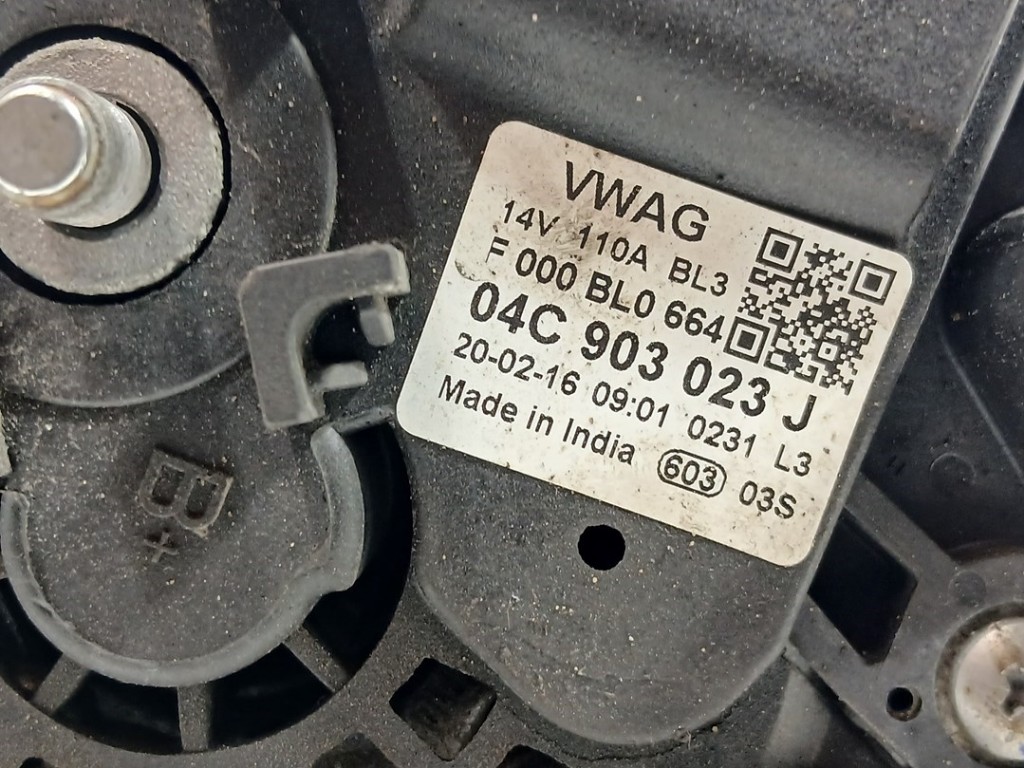 VWAG
14V 110A BL3
F 000 BL0 664
04C 903 023 J
20-02-16 09:01 0231 L3
Made in India 603 03S
B
+